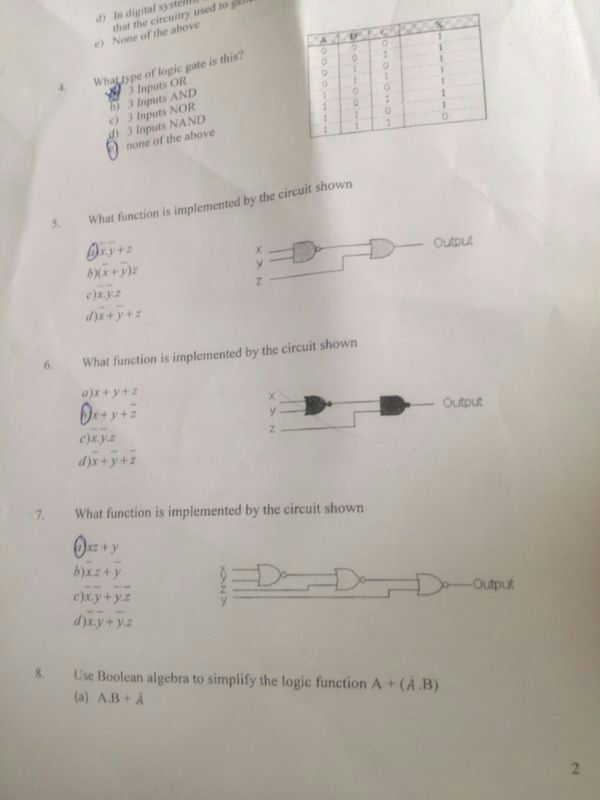 d) In digital systems,
that the circuitry used to
e) None of the above
4. What type of logic gate is this?
a) 3 Inputs OR
b) 3 Inputs AND
c) 3 Inputs NOR
d) 3 Inputs NAND
e) none of the above
A B C X
0 0 0 1
0 0 1 1
0 1 0 1
0 1 1 1
1 0 0 1
1 0 1 1
1 1 0 1
1 1 1 0
5. What function is implemented by the circuit shown
a) x̅.y̅+z
b)(x̅+y̅)z
c)x̅.y̅.z
d)x̅+y̅+z
x
y
z
Output
6. What function is implemented by the circuit shown
a)x+y+z
b)x+y+z̅
c)x̅.y̅.z
d)x̅+y̅+z̅
x
y
z
Output
7. What function is implemented by the circuit shown
a)xz+y
b)x̅.z+y̅
c)x̅.y̅+y̅.z̅
d)x̅.y̅+y̅.z
x
y
z
y
Output
8. Use Boolean algebra to simplify the logic function A + (Á.B)
(a) A.B + Á
2